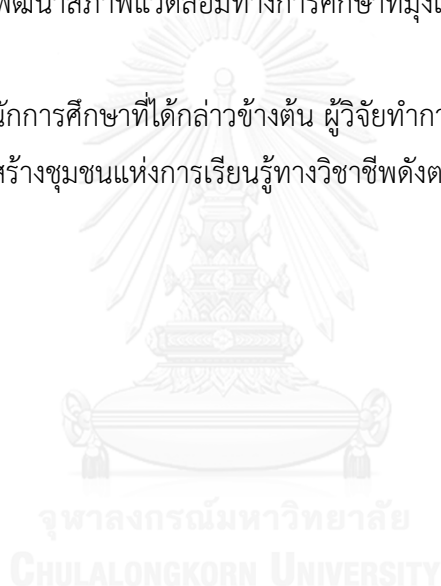 พัฒนาสภาพแวดล้อมทางการศึกษาที่มุ่งเ
นักการศึกษาที่ได้กล่าวข้างต้น ผู้วิจัยทำกา
สร้างชุมชนแห่งการเรียนรู้ทางวิชาชีพดังต
จุฬาลงกรณ์มหาวิทยาลัย
CHULALONGKORN UNIVERSITY